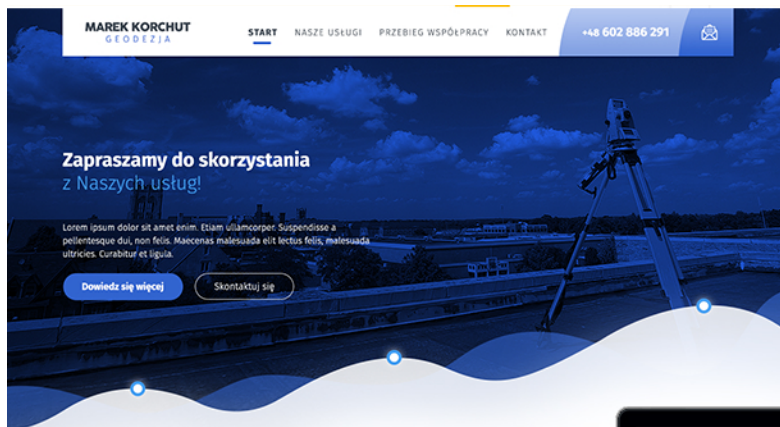 MAREK KORCHUT
GEODEZJA
START
NASZE USŁUGI
PRZEBIEG WSPÓŁPRACY
KONTAKT
+48 602 886 291
Zapraszamy do skorzystania
z Naszych usług!
Lorem ipsum dolor sit amet enim. Etiam ullamcorper. Suspendisse a
pellentesque dui, non felis. Maecenas malesuada elit lectus felis, malesuada
ultricies. Curabitur et ligula.
Dowiedz się więcej
Skontaktuj się